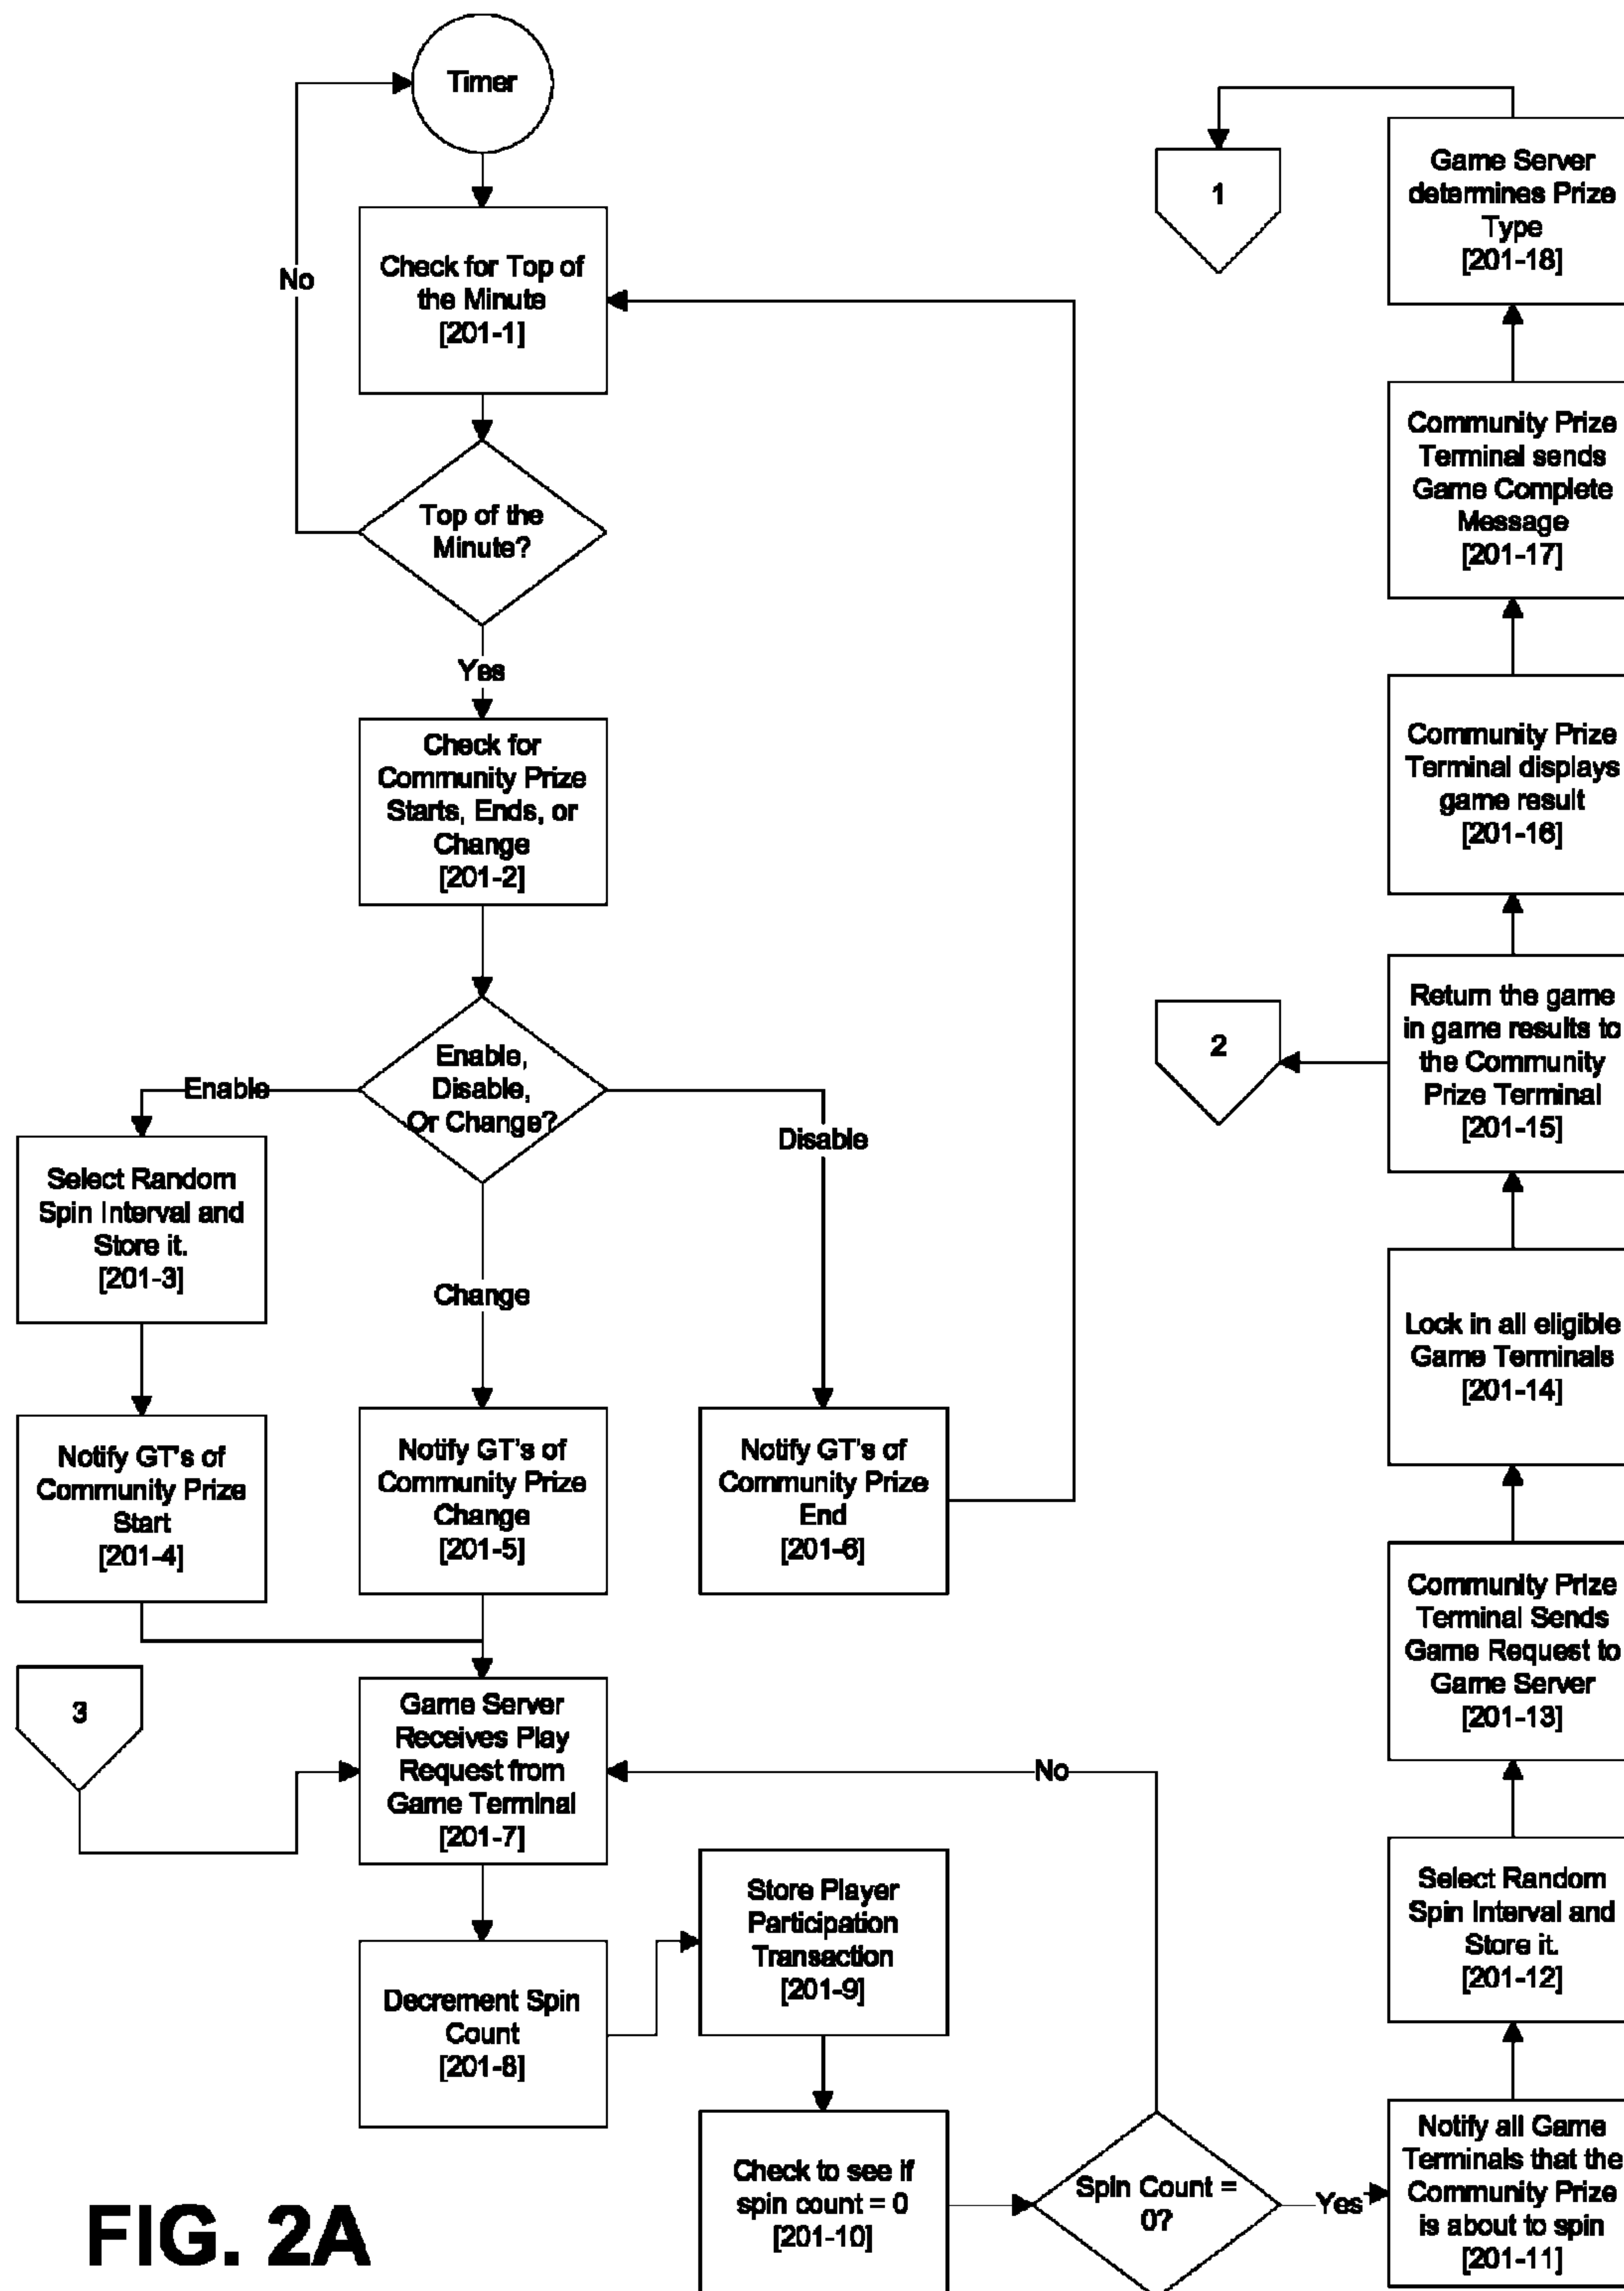 Timer
Check for Top of
the Minute
[201-1]
No
Top of the
Minute?
Yes
Check for
Community Prize
Starts, Ends, or
Change
[201-2]
Enable,
Disable,
Or Change?
Enable
Disable
Change
Select Random
Spin Interval and
Store it.
[201-3]
Notify GT's of
Community Prize
Start
[201-4]
Notify GT's of
Community Prize
Change
[201-5]
Notify GT's of
Community Prize
End
[201-6]
3
Game Server
Receives Play
Request from
Game Terminal
[201-7]
No
Decrement Spin
Count
[201-8]
Store Player
Participation
Transaction
[201-9]
Check to see if
spin count = 0
[201-10]
Spin Count =
0?
Yes
Notify all Game
Terminals that the
Community Prize
is about to spin
[201-11]
Select Random
Spin Interval and
Store it.
[201-12]
Community Prize
Terminal Sends
Game Request to
Game Server
[201-13]
Lock in all eligible
Game Terminals
[201-14]
Return the game
in game results to
the Community
Prize Terminal
[201-15]
2
Community Prize
Terminal displays
game result
[201-16]
Community Prize
Terminal sends
Game Complete
Message
[201-17]
Game Server
determines Prize
Type
[201-18]
1
FIG. 2A